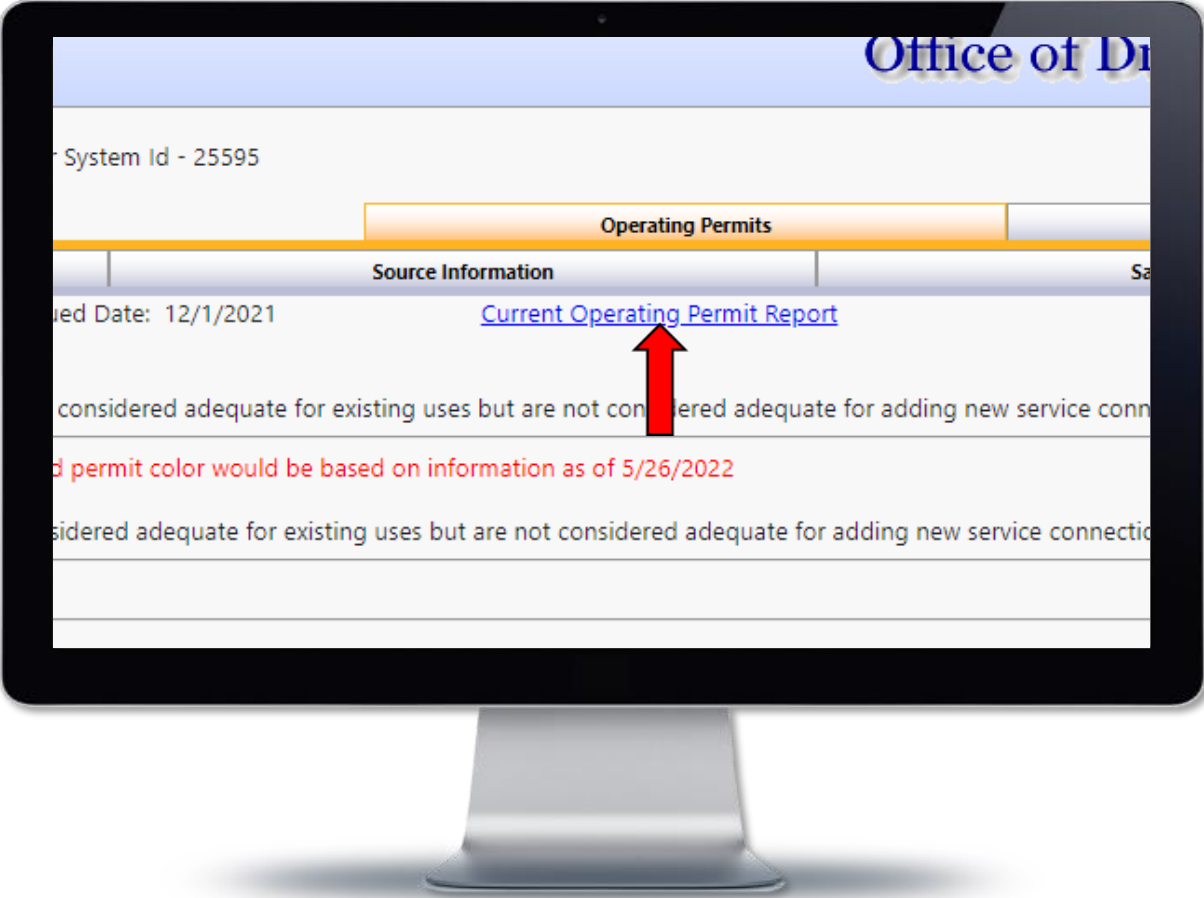 Office of Dr
r System Id - 25595
Operating Permits
Source Information
Sa
ued Date: 12/1/2021
Current Operating Permit Report
considered adequate for existing uses but are not con ered adequate for adding new service conn
d permit color would be based on information as of 5/26/2022
sidered adequate for existing uses but are not considered adequate for adding new service connectio